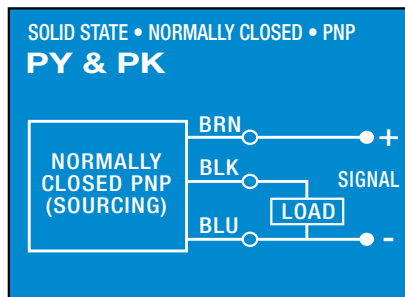 SOLID STATE • NORMALLY CLOSED • PNP
PY & PK
BRN
+
NORMALLY
CLOSED PNP
(SOURCING)
BLK
SIGNAL
LOAD
BLU
-